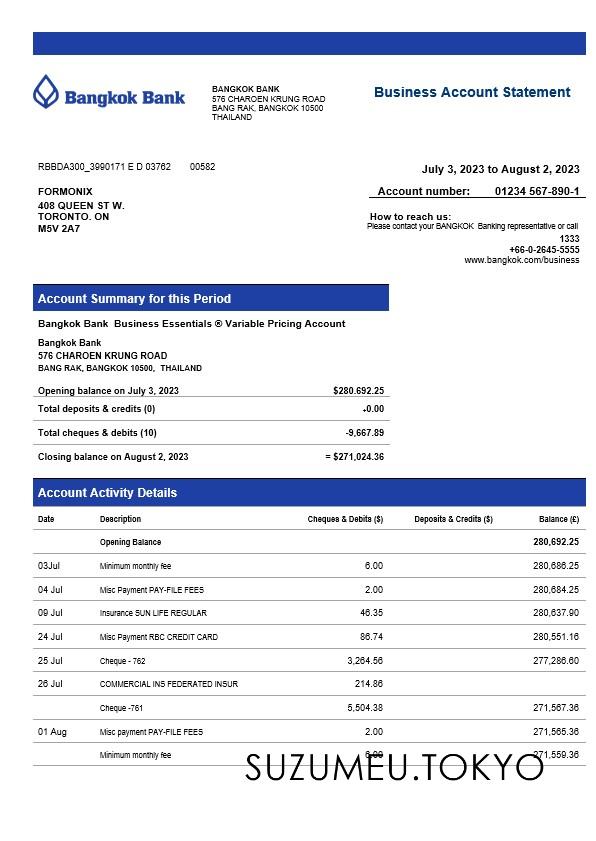 Bangkok Bank
BANGKOK BANK
576 CHAROEN KRUNG ROAD
BANG RAK, BANGKOK 10500
THAILAND
Business Account Statement
RBBDA300_3990171 E D 03762 00582
July 3, 2023 to August 2, 2023
FORMONIX
408 QUEEN ST W.
TORONTO. ON
M5V 2A7
Account number: 01234 567-890-1
How to reach us:
Please contact your BANGKOK Banking representative or call
1333
+66-0-2645-5555
www.bangkok.com/business
Account Summary for this Period
Bangkok Bank Business Essentials ® Variable Pricing Account
Bangkok Bank
576 CHAROEN KRUNG ROAD
BANG RAK, BANGKOK 10500, THAILAND
Opening balance on July 3, 2023 $280.692.25
Total deposits & credits (0) +0.00
Total cheques & debits (10) -9,667.89
Closing balance on August 2, 2023 = $271,024.36
Account Activity Details
Date Description Cheques & Debits ($) Deposits & Credits ($) Balance (£)
Opening Balance 280,692.25
03Jul Minimum monthly fee 6.00 280,686.25
04 Jul Misc Payment PAY-FILE FEES 2.00 280,684.25
09 Jul Insurance SUN LIFE REGULAR 46.35 280,637.90
24 Jul Misc Payment RBC CREDIT CARD 86.74 280,551.16
25 Jul Cheque - 762 3,264.56 277,286.60
26 Jul COMMERCIAL INS FEDERATED INSUR 214.86
Cheque -761 5,504.38 271,567.36
01 Aug Misc payment PAY-FILE FEES 2.00 271,565.36
Minimum monthly fee 6.00 271,559.36
SUZUMEU.TOKYO